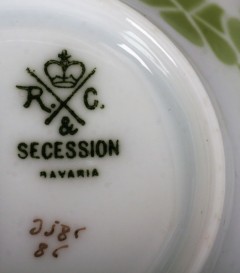 R. C.
&
SECESSION
BAVARIA